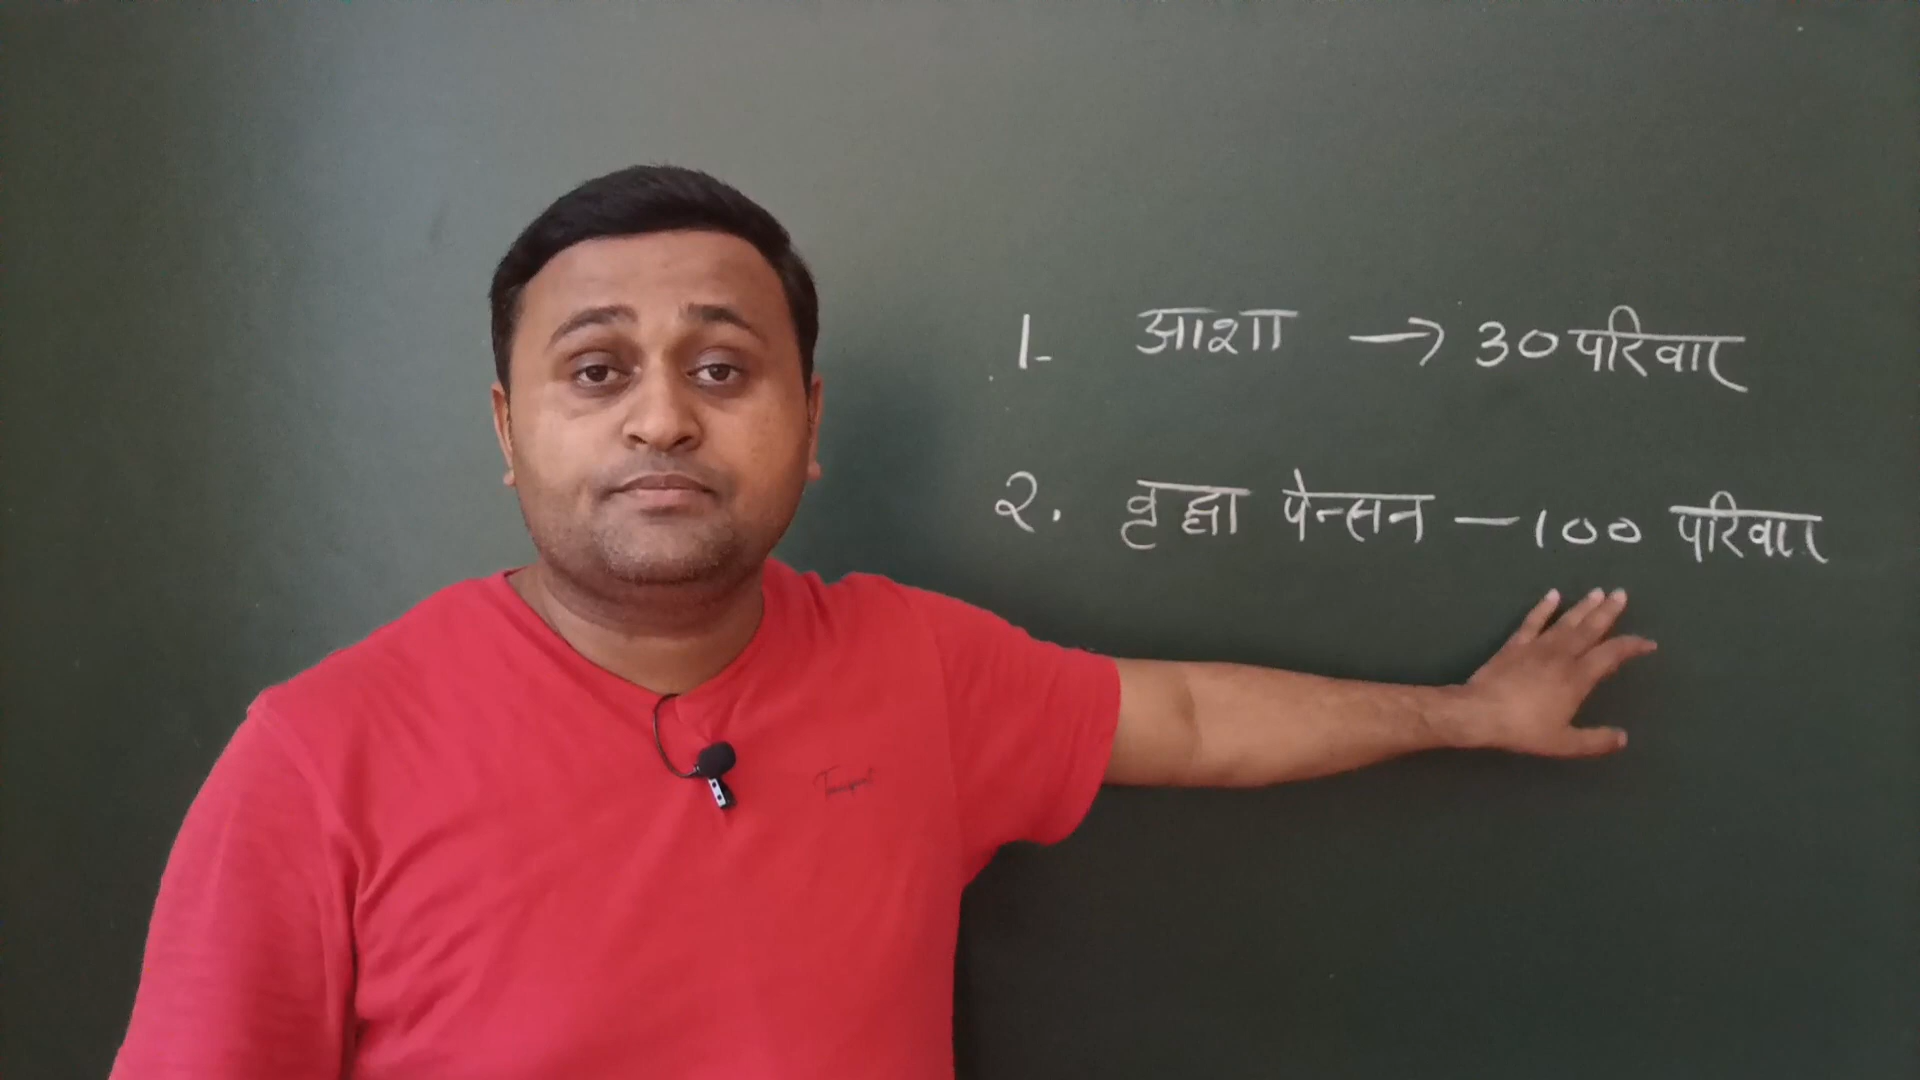 1- आशा → 30 परिवार
२. वृद्धा पेन्सन — 100 परिवार